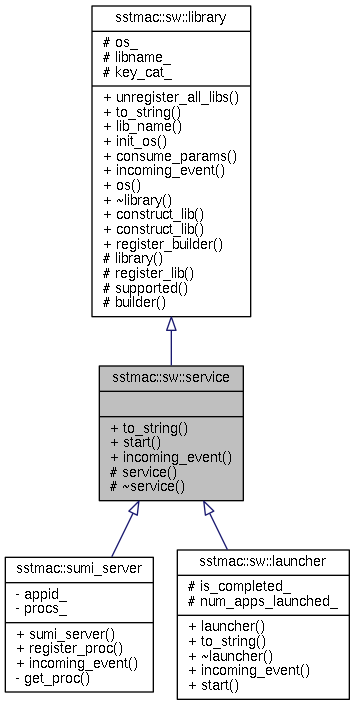 sstmac::sw::library
# os_
# libname_
# key_cat_
+ unregister_all_libs()
+ to_string()
+ lib_name()
+ init_os()
+ consume_params()
+ incoming_event()
+ os()
+ ~library()
+ construct_lib()
+ construct_lib()
+ register_builder()
# library()
# register_lib()
# supported()
# builder()
sstmac::sw::service
+ to_string()
+ start()
+ incoming_event()
# service()
# ~service()
sstmac::sumi_server
- appid_
- procs_
+ sumi_server()
+ register_proc()
+ incoming_event()
- get_proc()
sstmac::sw::launcher
# is_completed_
# num_apps_launched_
+ launcher()
+ to_string()
+ ~launcher()
+ incoming_event()
+ start()